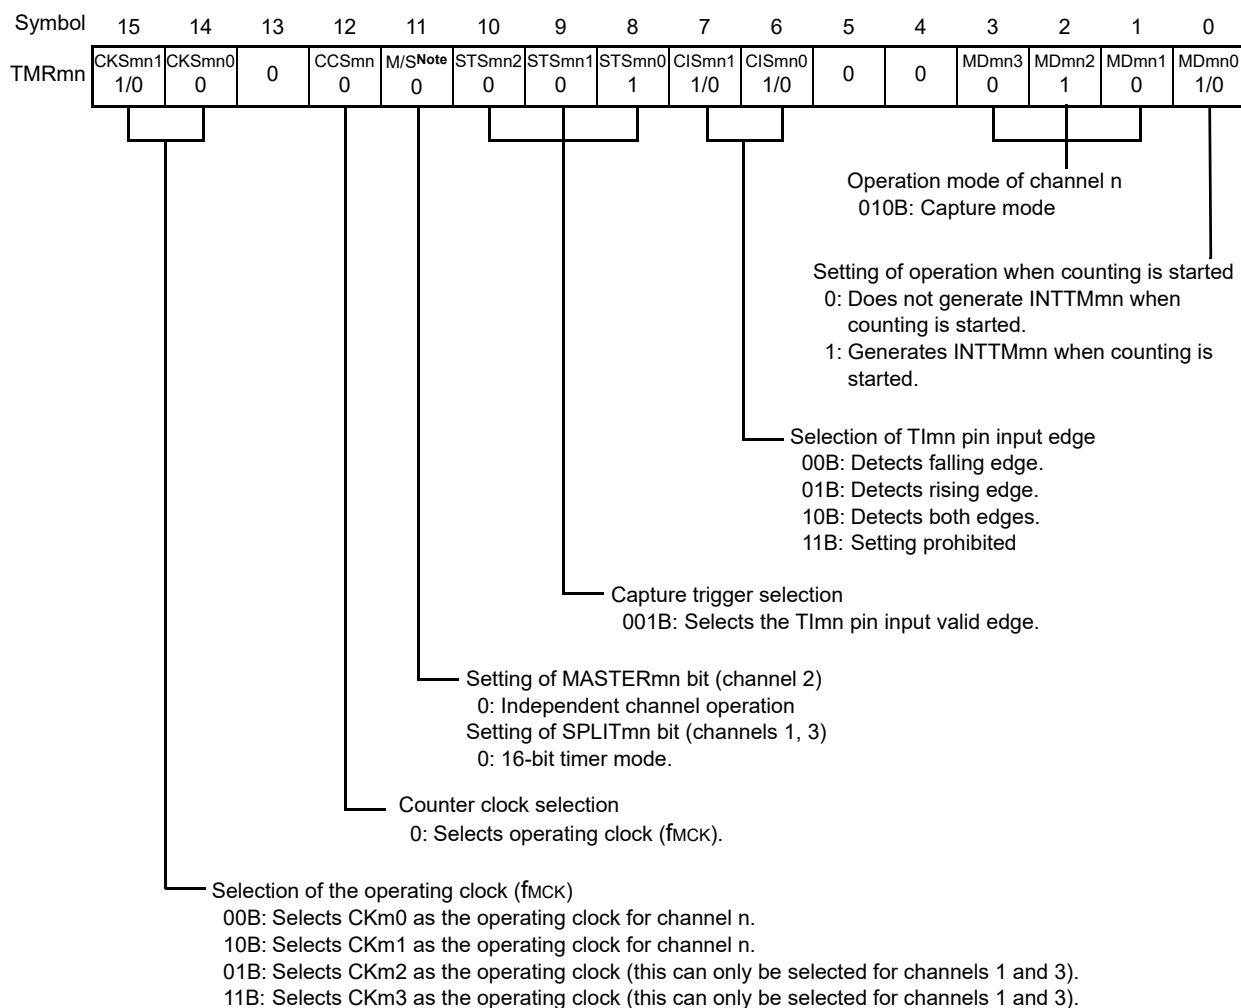 Symbol 15 14 13 12 11 10 9 8 7 6 5 4 3 2 1 0
TMRmn CKSmn1 CKSmn0 CCSmn M/SNote STSmn2 STSmn1 STSmn0 CISmn1 CISmn0 MDmn3 MDmn2 MDmn1 MDmn0
1/0 0 0 0 0 0 0 1 1/0 1/0 0 0 0 1 0 1/0
Operation mode of channel n
010B: Capture mode
Setting of operation when counting is started
0: Does not generate INTTMmn when
counting is started.
1: Generates INTTMmn when counting is
started.
Selection of TImn pin input edge
00B: Detects falling edge.
01B: Detects rising edge.
10B: Detects both edges.
11B: Setting prohibited
Capture trigger selection
001B: Selects the TImn pin input valid edge.
Setting of MASTERmn bit (channel 2)
0: Independent channel operation
Setting of SPLITmn bit (channels 1, 3)
0: 16-bit timer mode.
Counter clock selection
0: Selects operating clock (fMCK).
Selection of the operating clock (fMCK)
00B: Selects CKm0 as the operating clock for channel n.
10B: Selects CKm1 as the operating clock for channel n.
01B: Selects CKm2 as the operating clock (this can only be selected for channels 1 and 3).
11B: Selects CKm3 as the operating clock (this can only be selected for channels 1 and 3).